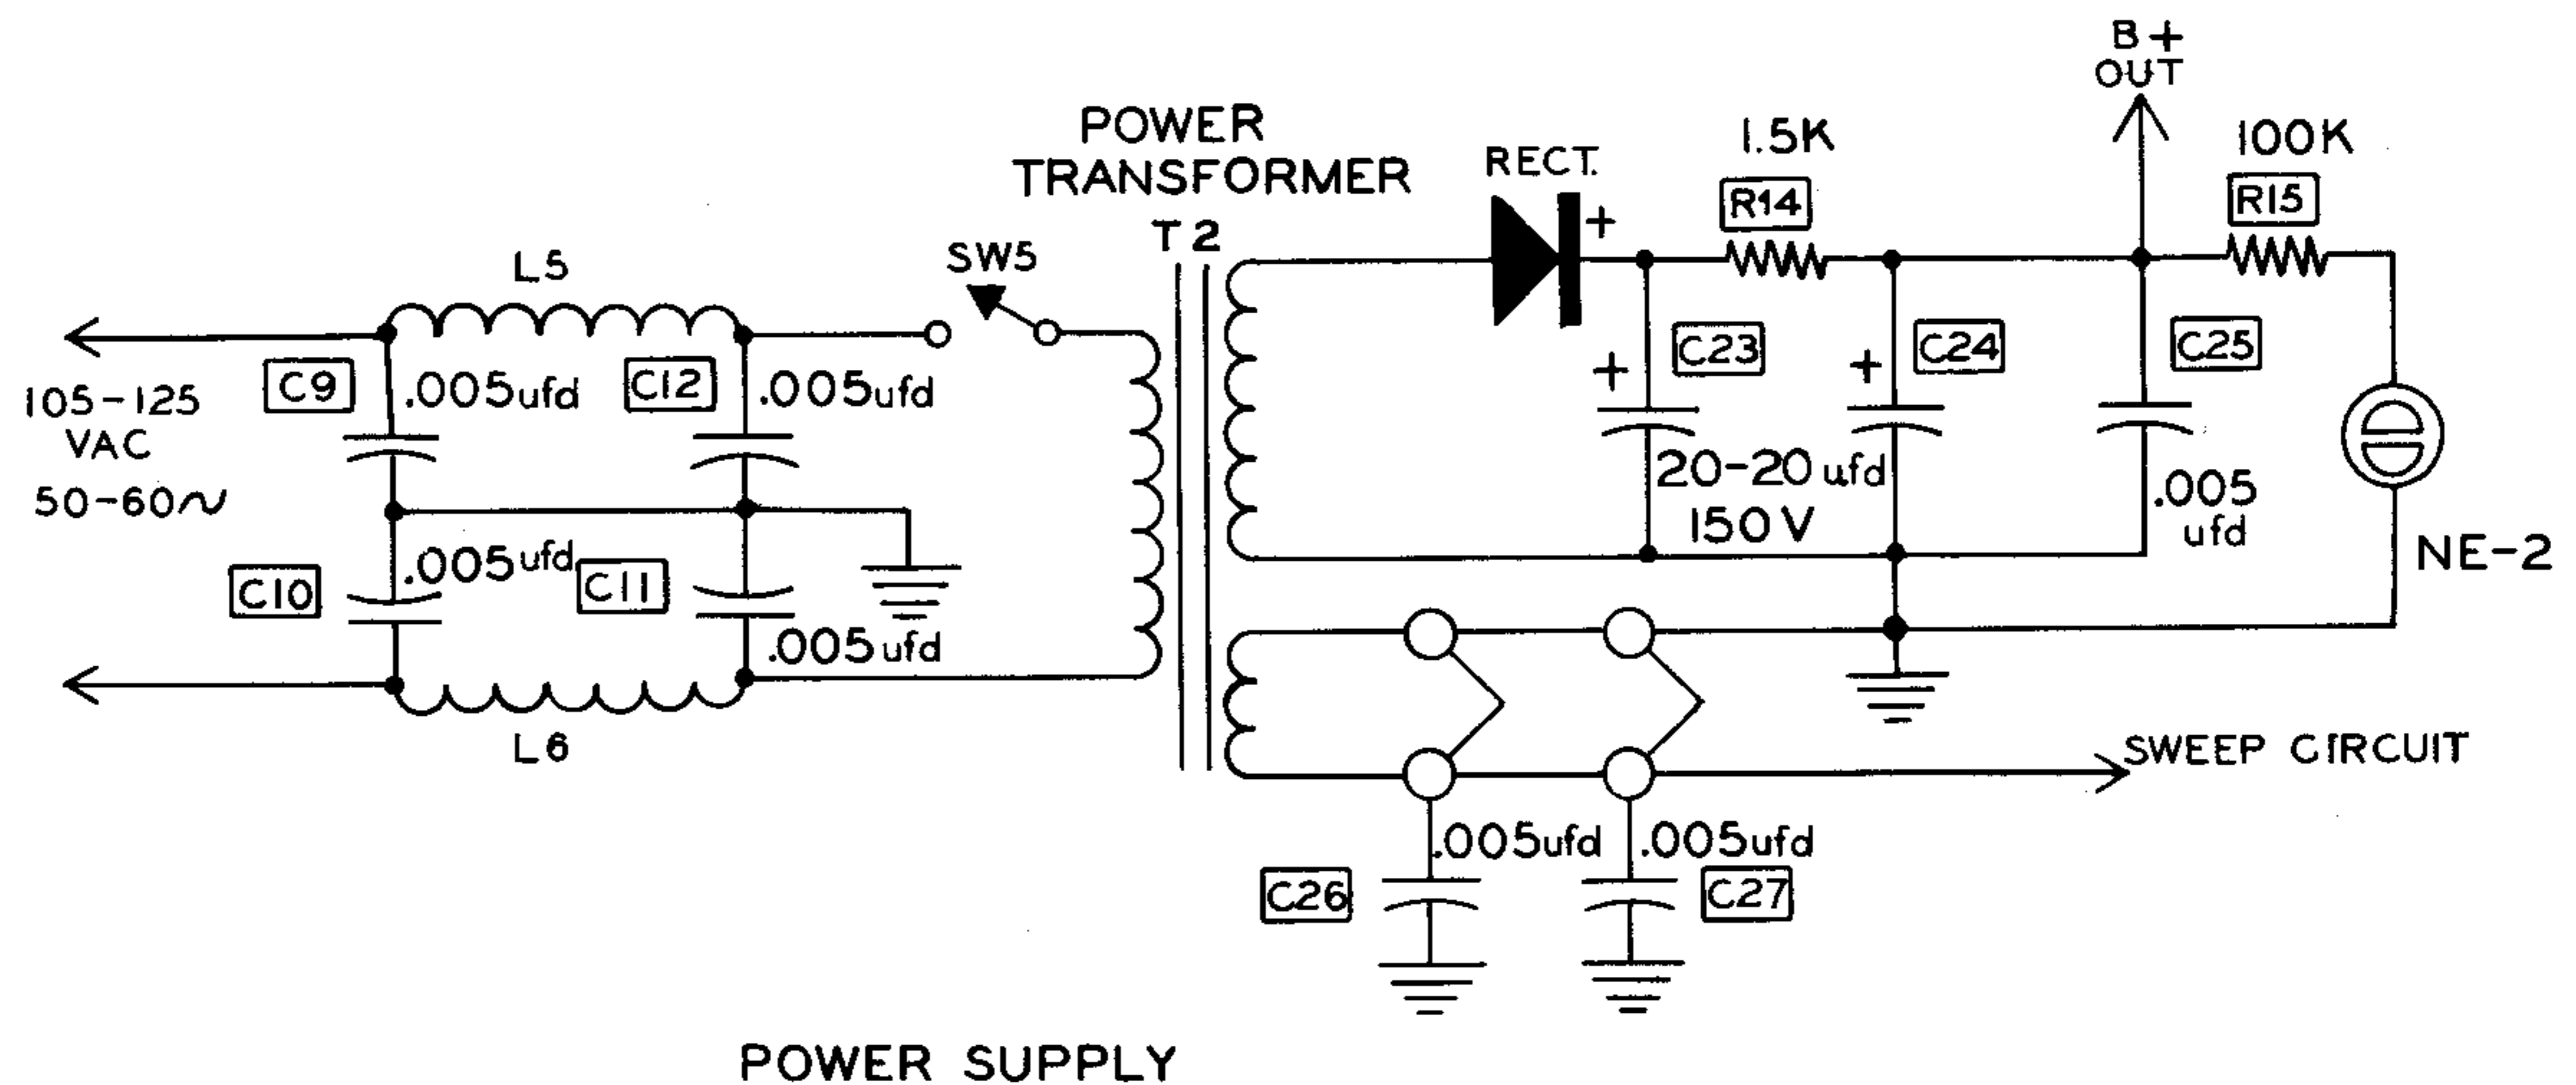 B+
OUT
POWER
TRANSFORMER
T2
RECT.
+
1.5K
R14
100K
R15
L5
SW5
C9
.005ufd
C12
.005ufd
105-125
VAC
50-60~
C23
+
C24
+
C25
20-20 ufd
150V
.005
ufd
NE-2
C10
.005ufd
C11
.005ufd
L6
SWEEP CIRCUIT
.005ufd
.005ufd
C26
C27
POWER SUPPLY